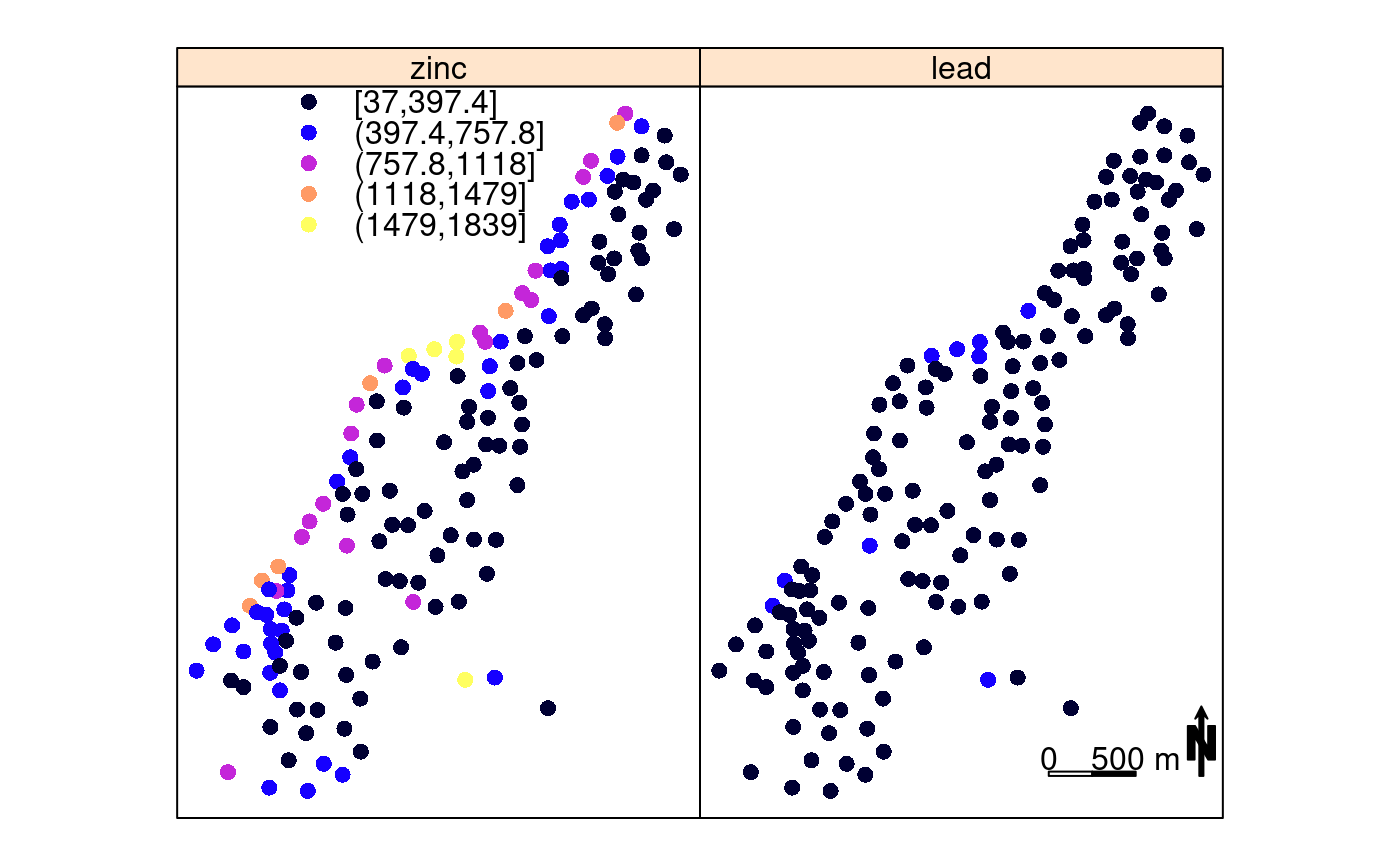 zinc
lead
[37,397.4]
(397.4,757.8]
(757.8,1118]
(1118,1479]
(1479,1839]
0 500 m
N